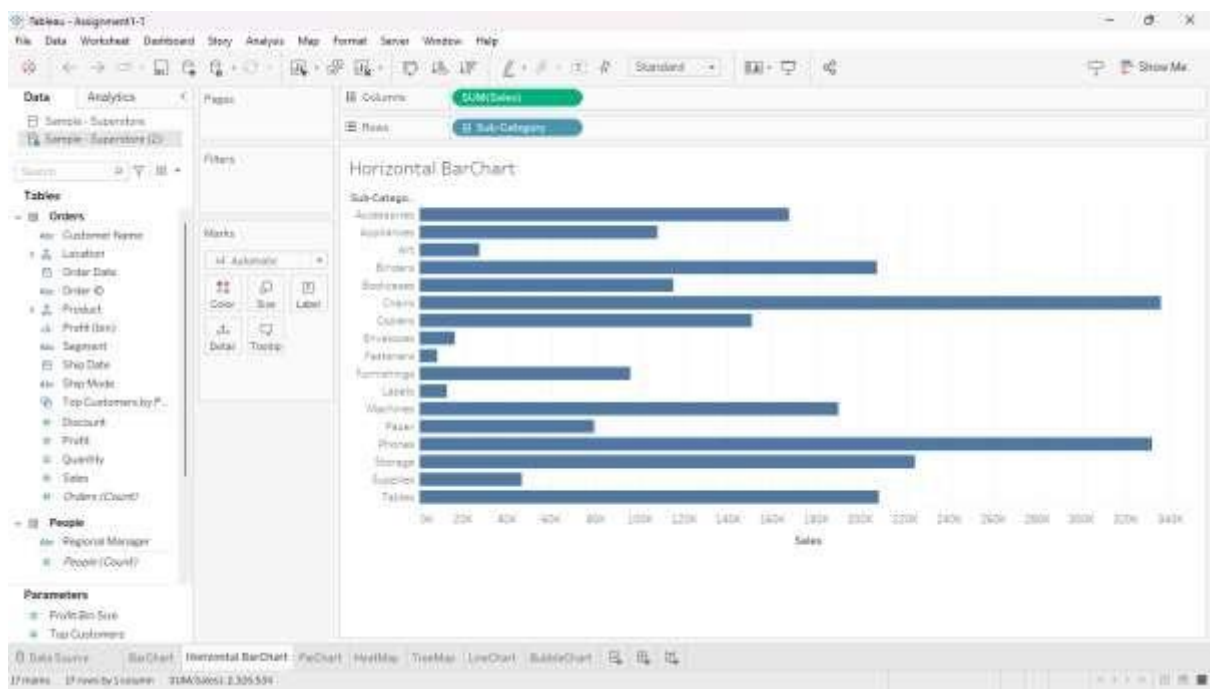 Tableau - Assignment1-1
File Data Worksheet Dashboard Story Analysis Map Format Server Window Help
Standard
Show Me
Data Analytics
Sample - Superstore
Sample - Superstore (2)
Search
Tables
Orders
Abc Customer Name
Location
Order Date
Abc Order ID
Product
Profit (bin)
Abc Segment
Ship Date
Abc Ship Mode
Top Customers by P...
Discount
Profit
Quantity
Sales
Orders (Count)
People
Abc Regional Manager
People (Count)
Parameters
Profit Bin Size
Top Customers
Pages
Filters
Marks
Automatic
Color Size Label
Detail Tooltip
Columns SUM(Sales)
Rows Sub-Category
Horizontal BarChart
Sub-Catego..
Accessories
Appliances
Art
Binders
Bookcases
Chairs
Copiers
Envelopes
Fasteners
Furnishings
Labels
Machines
Paper
Phones
Storage
Supplies
Tables
0K 20K 40K 60K 80K 100K 120K 140K 160K 180K 200K 220K 240K 260K 280K 300K 320K 340K
Sales
Data Source BarChart Horizontal BarChart PieChart HeatMap TreeMap LineChart BubbleChart
17 marks 17 rows by 1 column